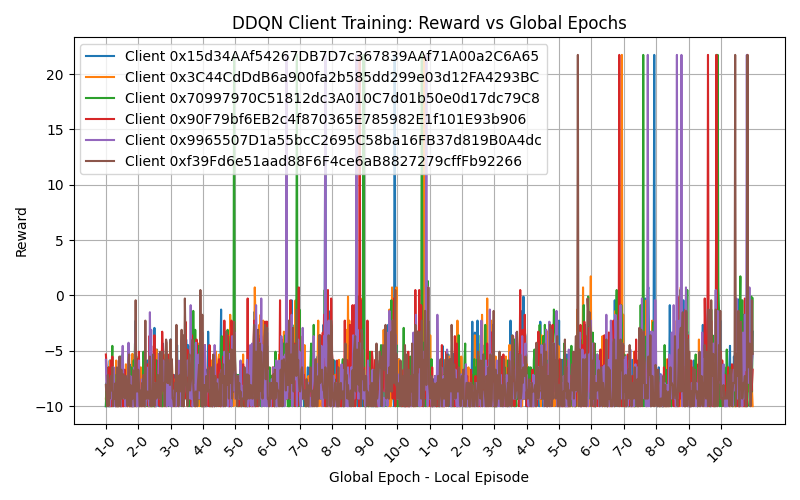 DDQN Client Training: Reward vs Global Epochs
Client 0x15d34AAf54267DB7D7c367839AAf71A00a2C6A65
Client 0x3C44CdDdB6a900fa2b585dd299e03d12FA4293BC
Client 0x70997970C51812dc3A010C7d01b50e0d17dc79C8
Client 0x90F79bf6EB2c4f870365E785982E1f101E93b906
Client 0x9965507D1a55bcC2695C58ba16FB37d819B0A4dc
Client 0xf39Fd6e51aad88F6F4ce6aB8827279cffFb92266
20
15
10
5
0
−5
−10
Reward
1-0 2-0 3-0 4-0 5-0 6-0 7-0 8-0 9-0 10-0 1-0 2-0 3-0 4-0 5-0 6-0 7-0 8-0 9-0 10-0
Global Epoch - Local Episode